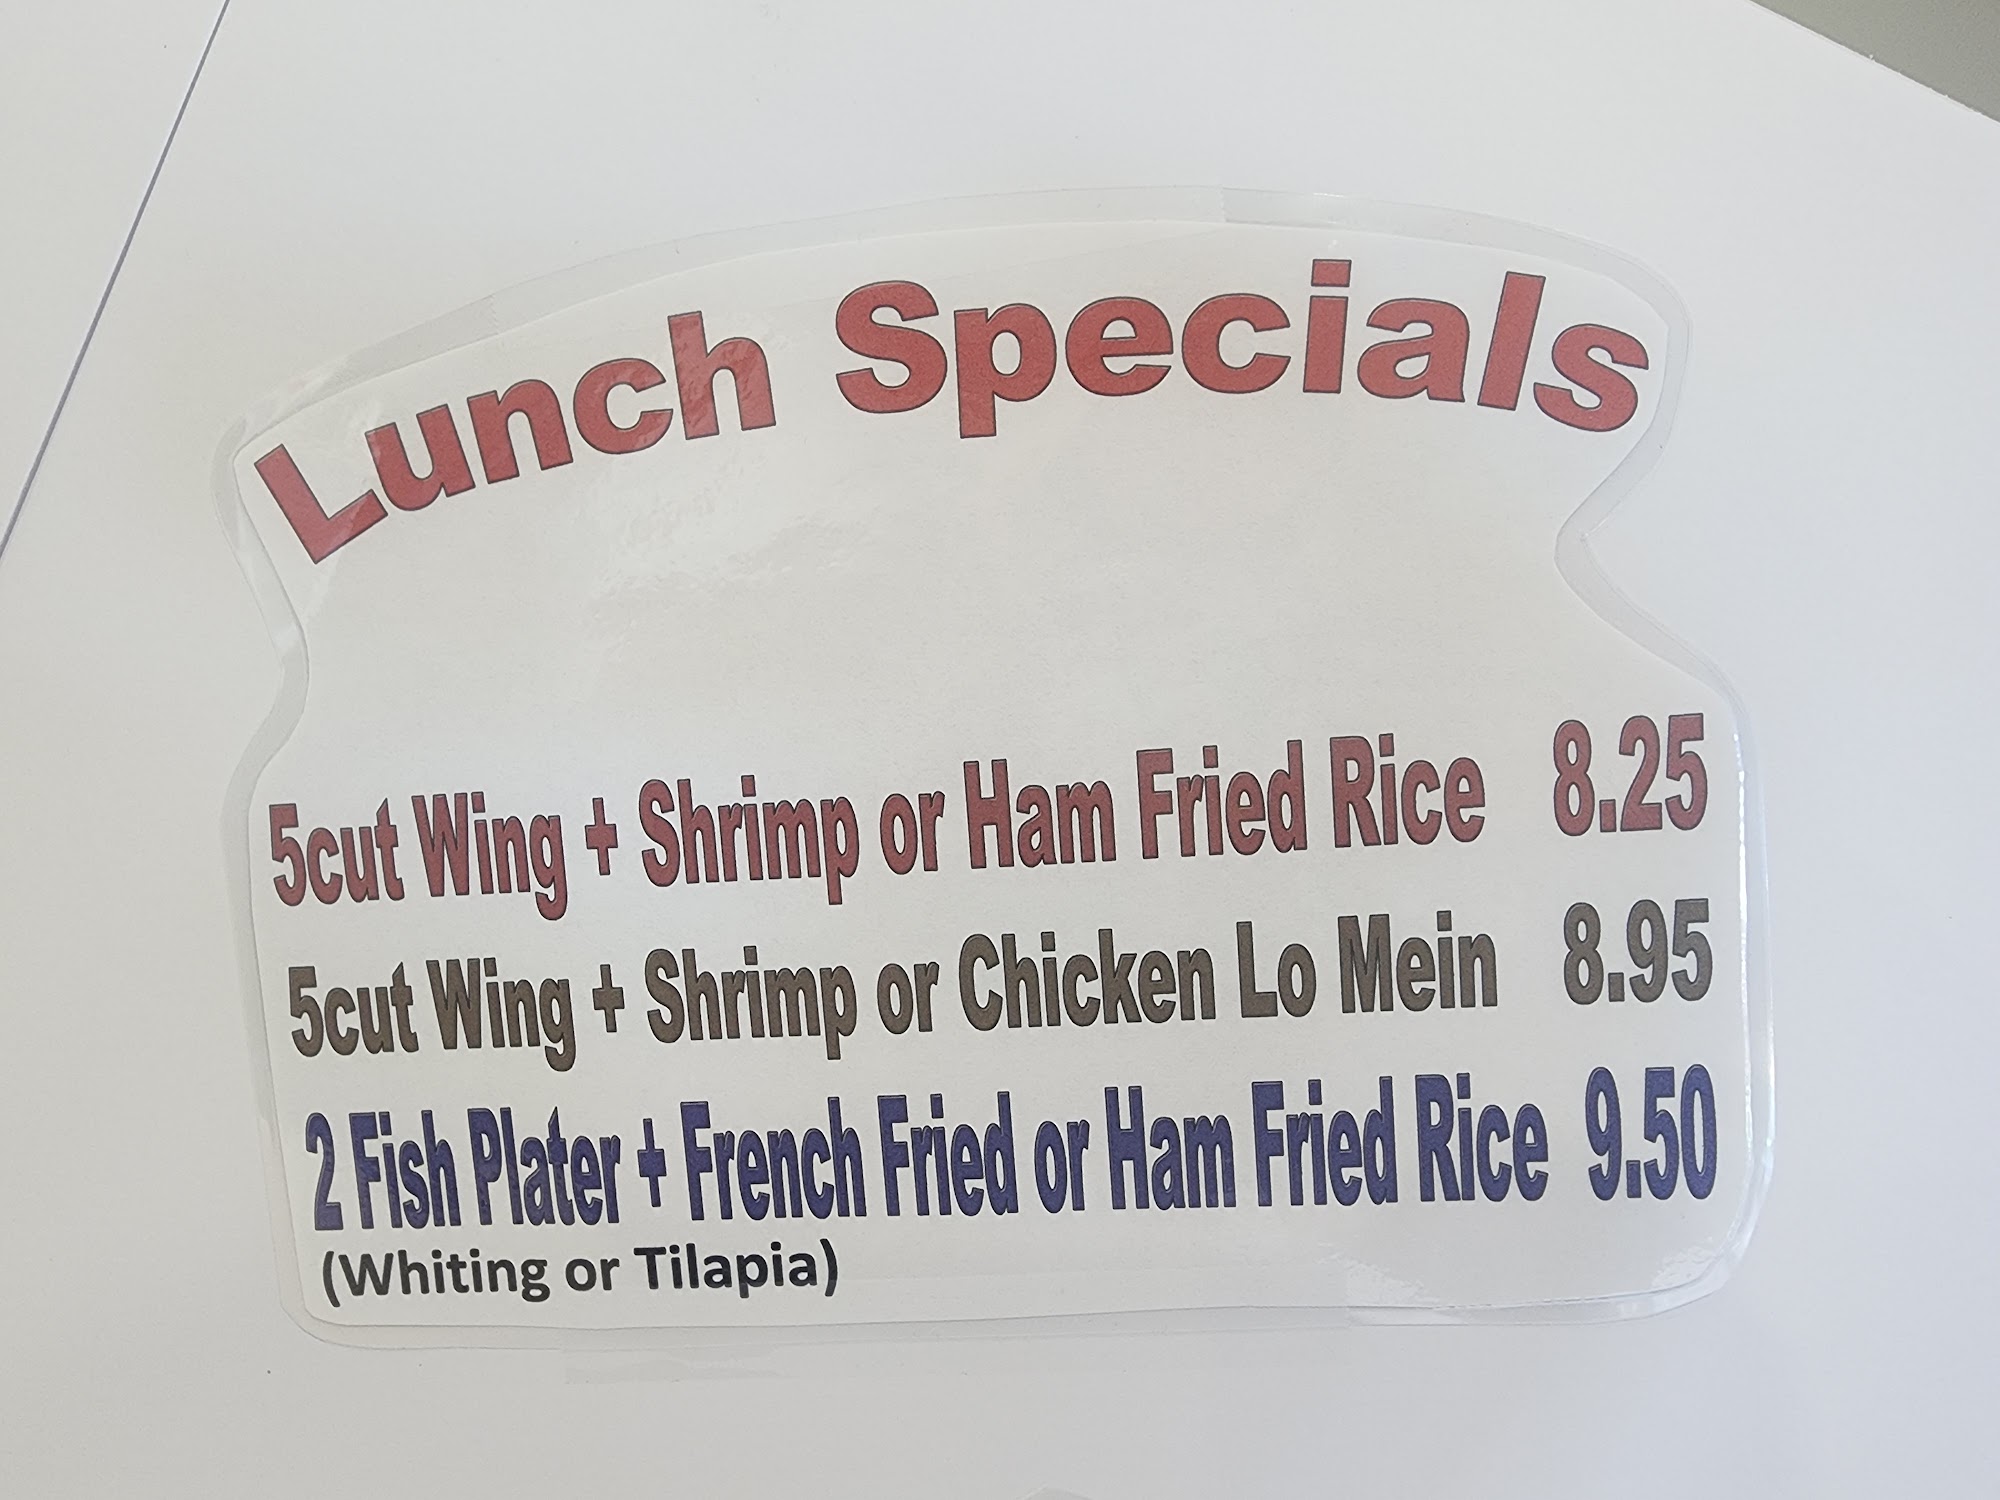 Lunch Specials
5cut Wing + Shrimp or Ham Fried Rice 8.25
5cut Wing + Shrimp or Chicken Lo Mein 8.95
2 Fish Plater + French Fried or Ham Fried Rice 9.50
(Whiting or Tilapia)